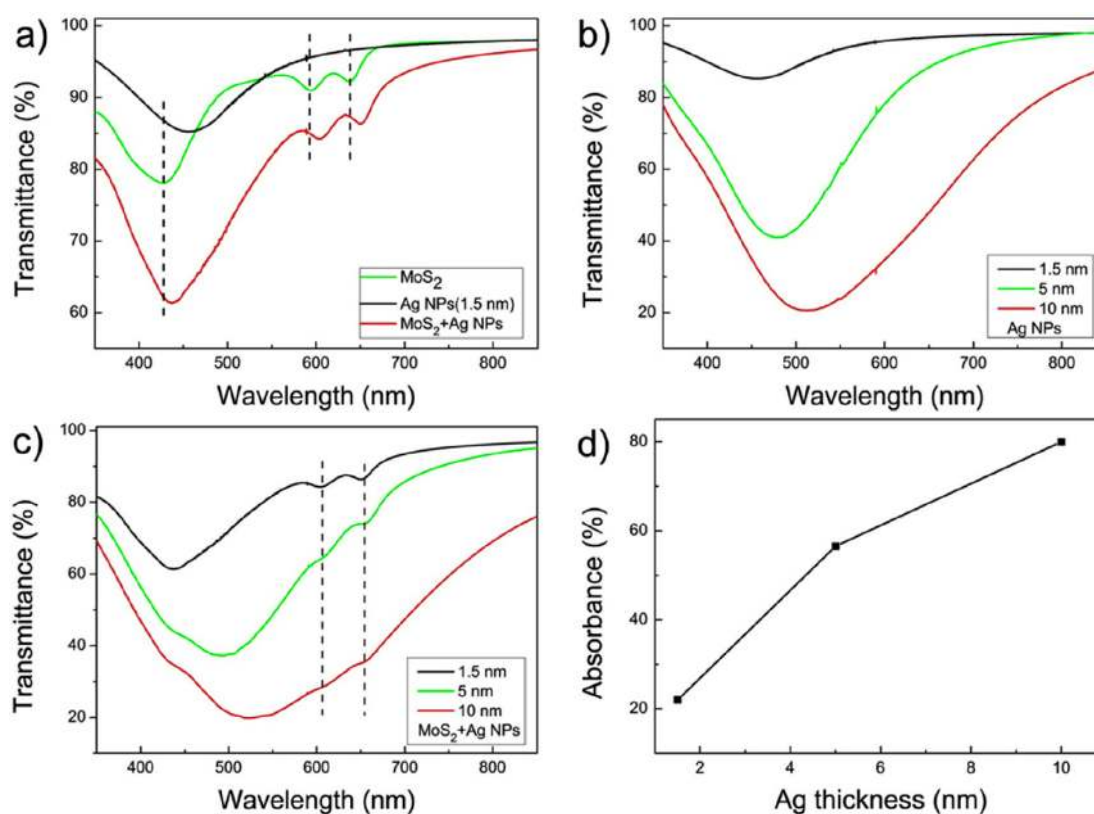 a)
100
90
80
70
60
Transmittance (%)
MoS₂
Ag NPs(1.5 nm)
MoS₂+Ag NPs
400 500 600 700 800
Wavelength (nm)
b)
100
80
60
40
20
Transmittance (%)
1.5 nm
5 nm
10 nm
Ag NPs
400 500 600 700 800
Wavelength (nm)
c)
100
80
60
40
20
Transmittance (%)
1.5 nm
5 nm
10 nm
MoS₂+Ag NPs
400 500 600 700 800
Wavelength (nm)
d)
80
60
40
20
Absorbance (%)
2 4 6 8 10
Ag thickness (nm)